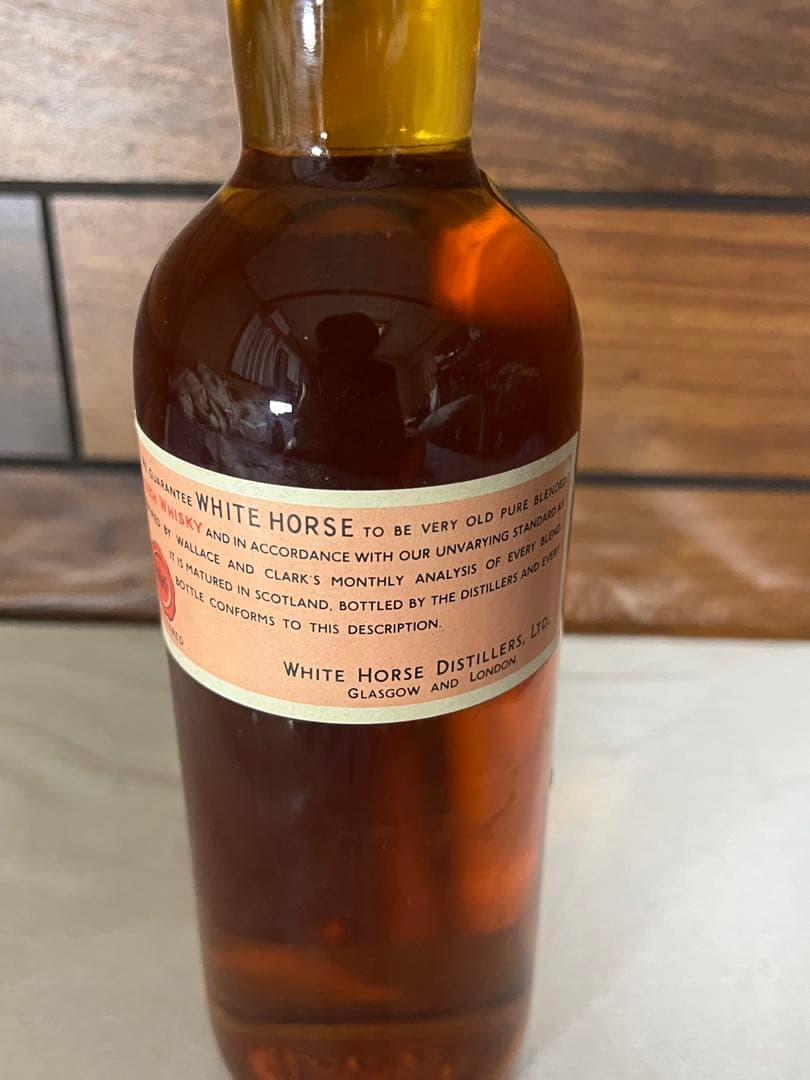 GUARANTEE WHITE HORSE TO BE VERY OLD PURE BLENDED
WHISKY AND IN ACCORDANCE WITH OUR UNVARYING STANDARD AS
BY WALLACE AND CLARK'S MONTHLY ANALYSIS OF EVERY BLEND
IT IS MATURED IN SCOTLAND, BOTTLED BY THE DISTILLERS AND EVERY
BOTTLE CONFORMS TO THIS DESCRIPTION.
WHITE HORSE DISTILLERS, LTD.
GLASGOW AND LONDON